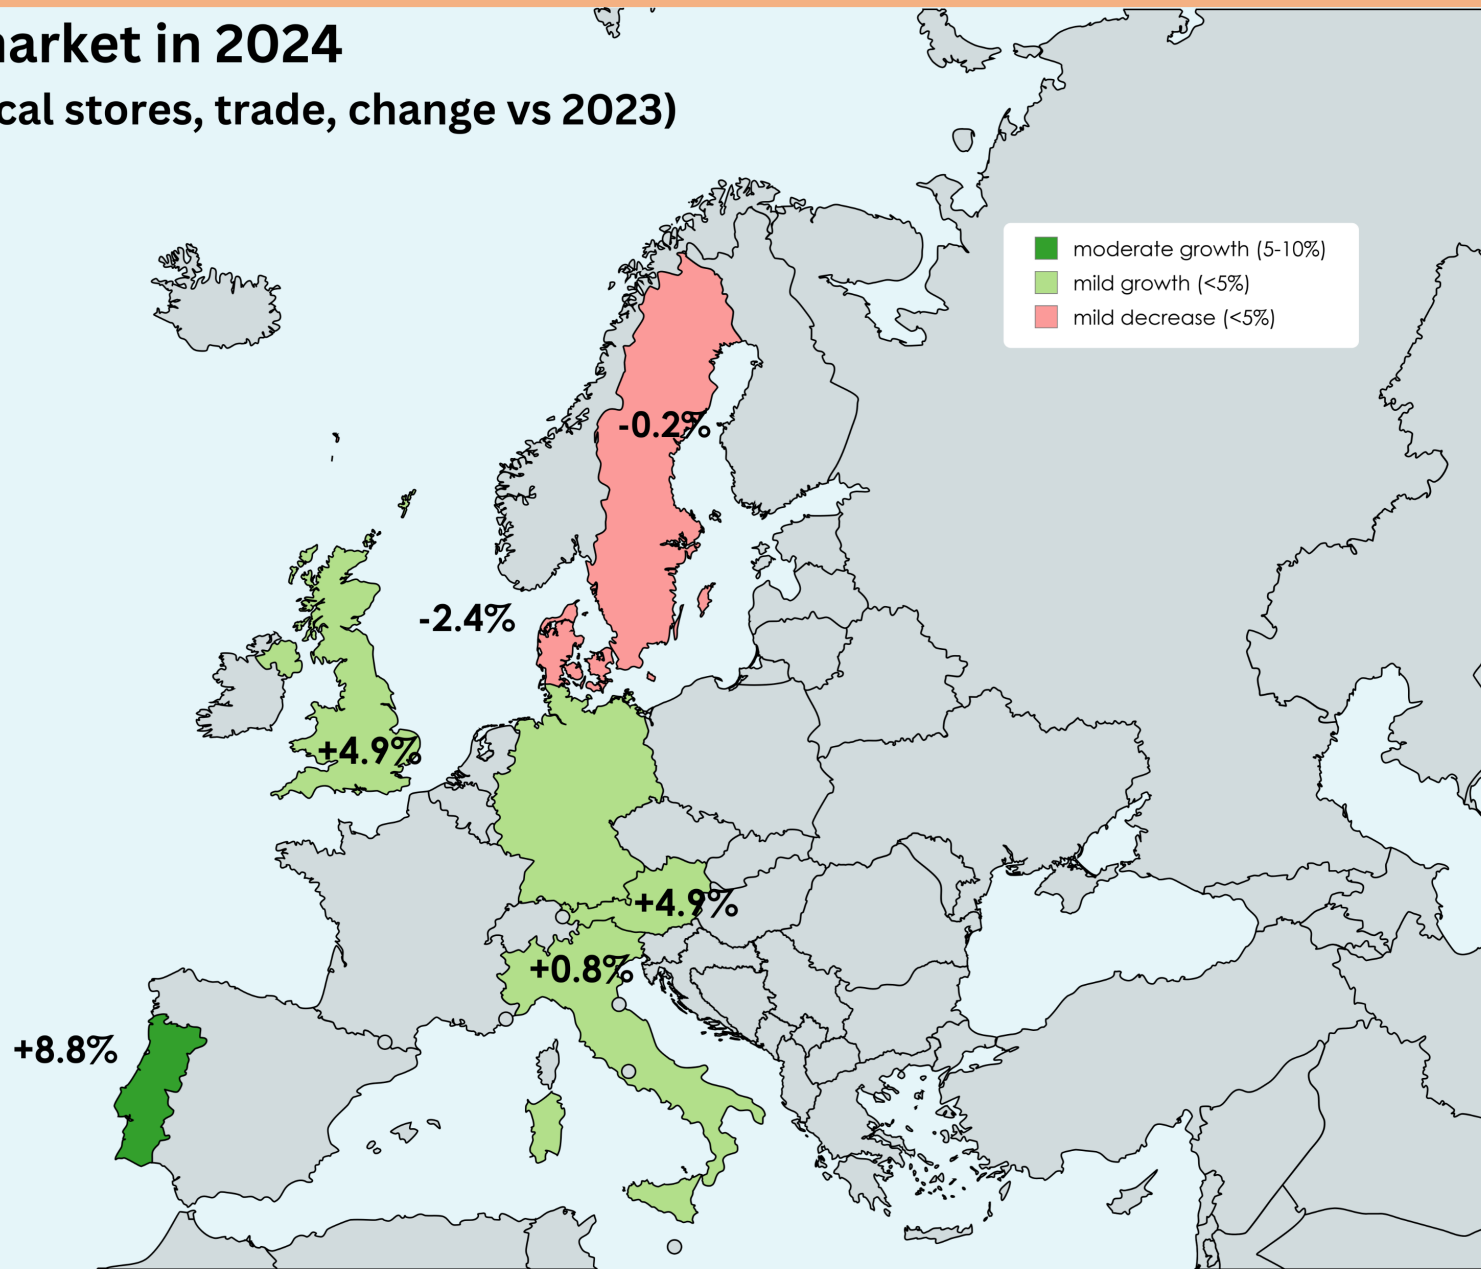 arket in 2024
cal stores, trade, change vs 2023)
moderate growth (5-10%)
mild growth (<5%)
mild decrease (<5%)
-0.2%
-2.4%
+4.9%
+4.9%
+0.8%
+8.8%